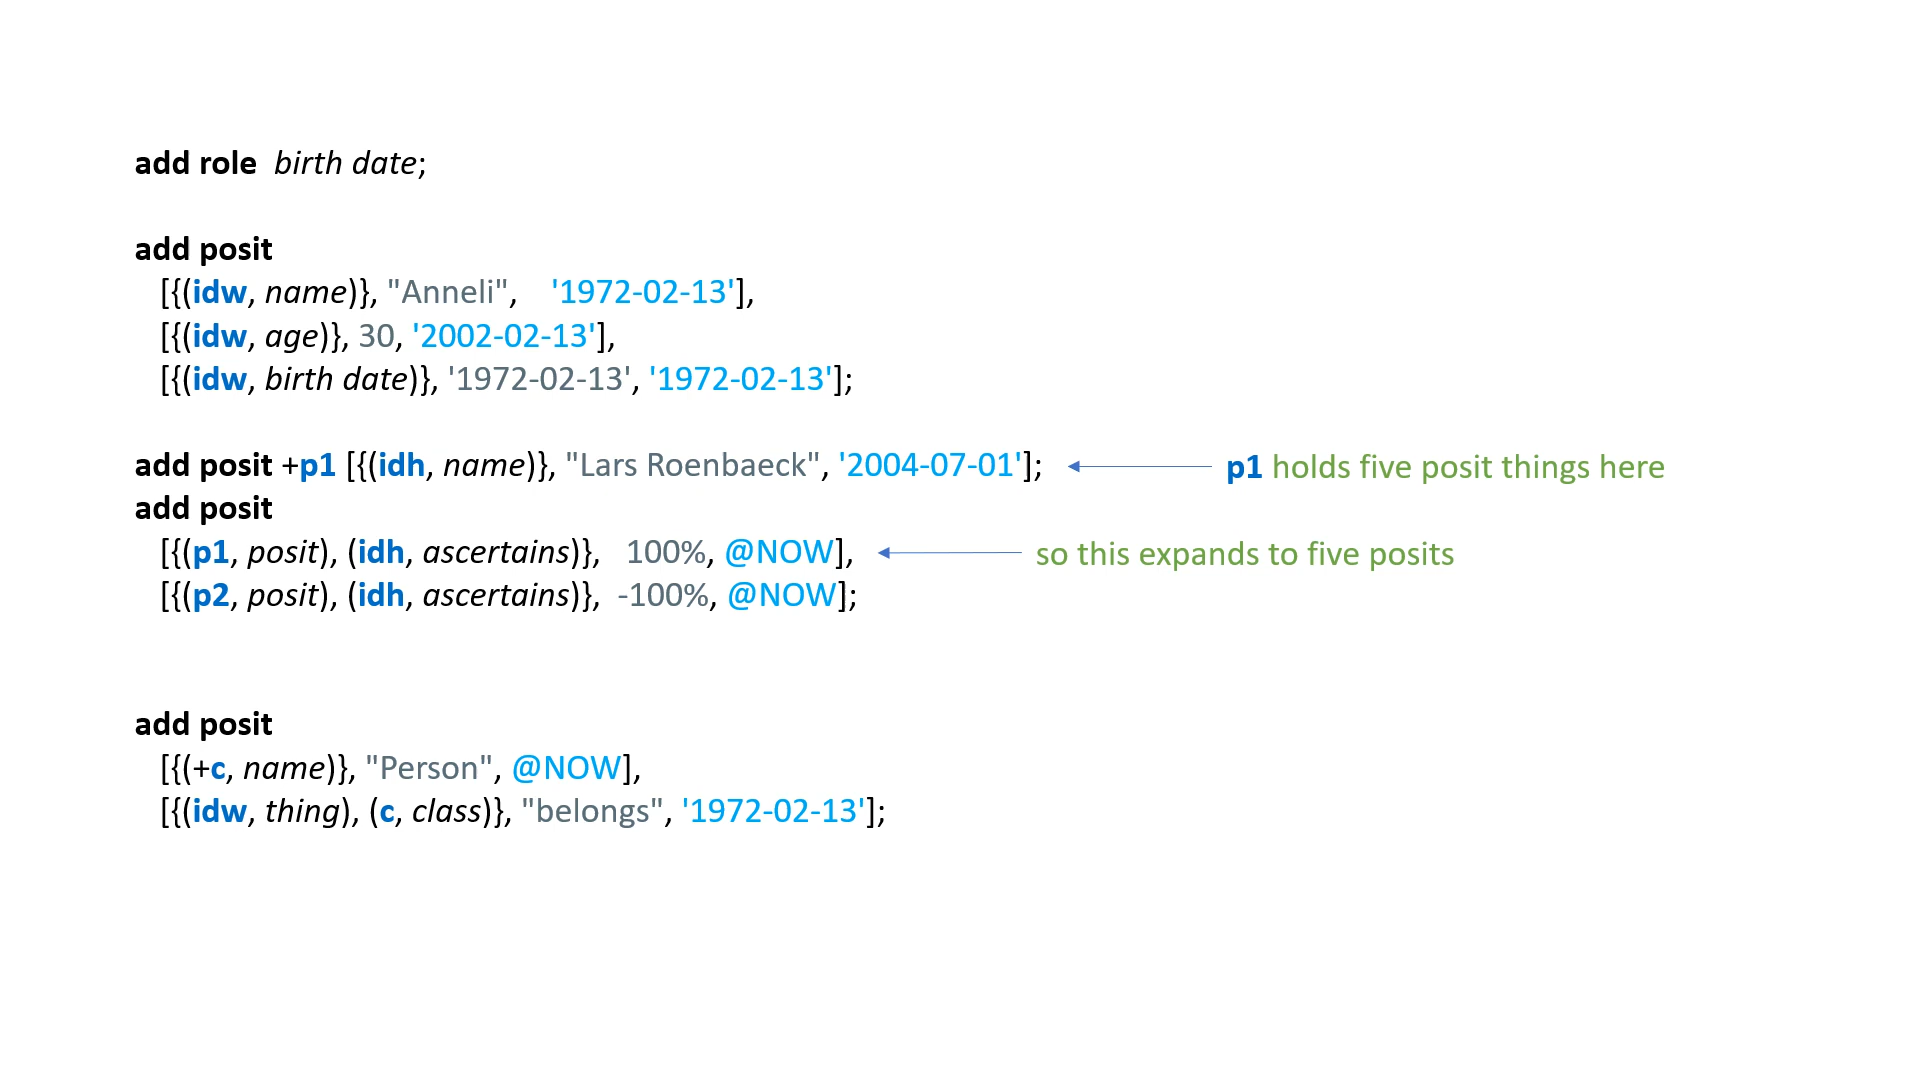 add role birth date;
add posit
[{(idw, name)}, "Anneli", '1972-02-13'],
[{(idw, age)}, 30, '2002-02-13'],
[{(idw, birth date)}, '1972-02-13', '1972-02-13'];
add posit +p1 [{(idh, name)}, "Lars Roenbaeck", '2004-07-01']; p1 holds five posit things here
add posit
[{(p1, posit), (idh, ascertains)}, 100%, @NOW], so this expands to five posits
[{(p2, posit), (idh, ascertains)}, -100%, @NOW];
add posit
[{(+c, name)}, "Person", @NOW],
[{(idw, thing), (c, class)}, "belongs", '1972-02-13'];